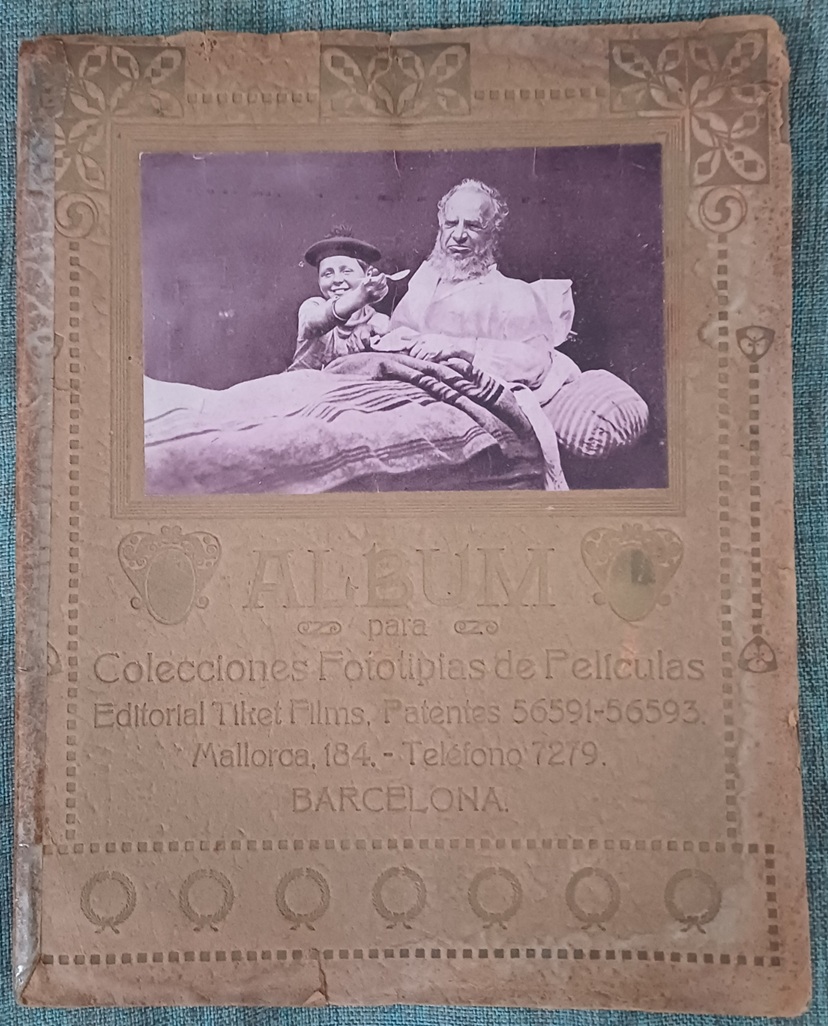 ALBUM
para
Colecciones Fototipias de Películas
Editorial Tiket Films, Patentes 56591-56593.
Mallorca, 184. - Teléfono 7279.
BARCELONA.